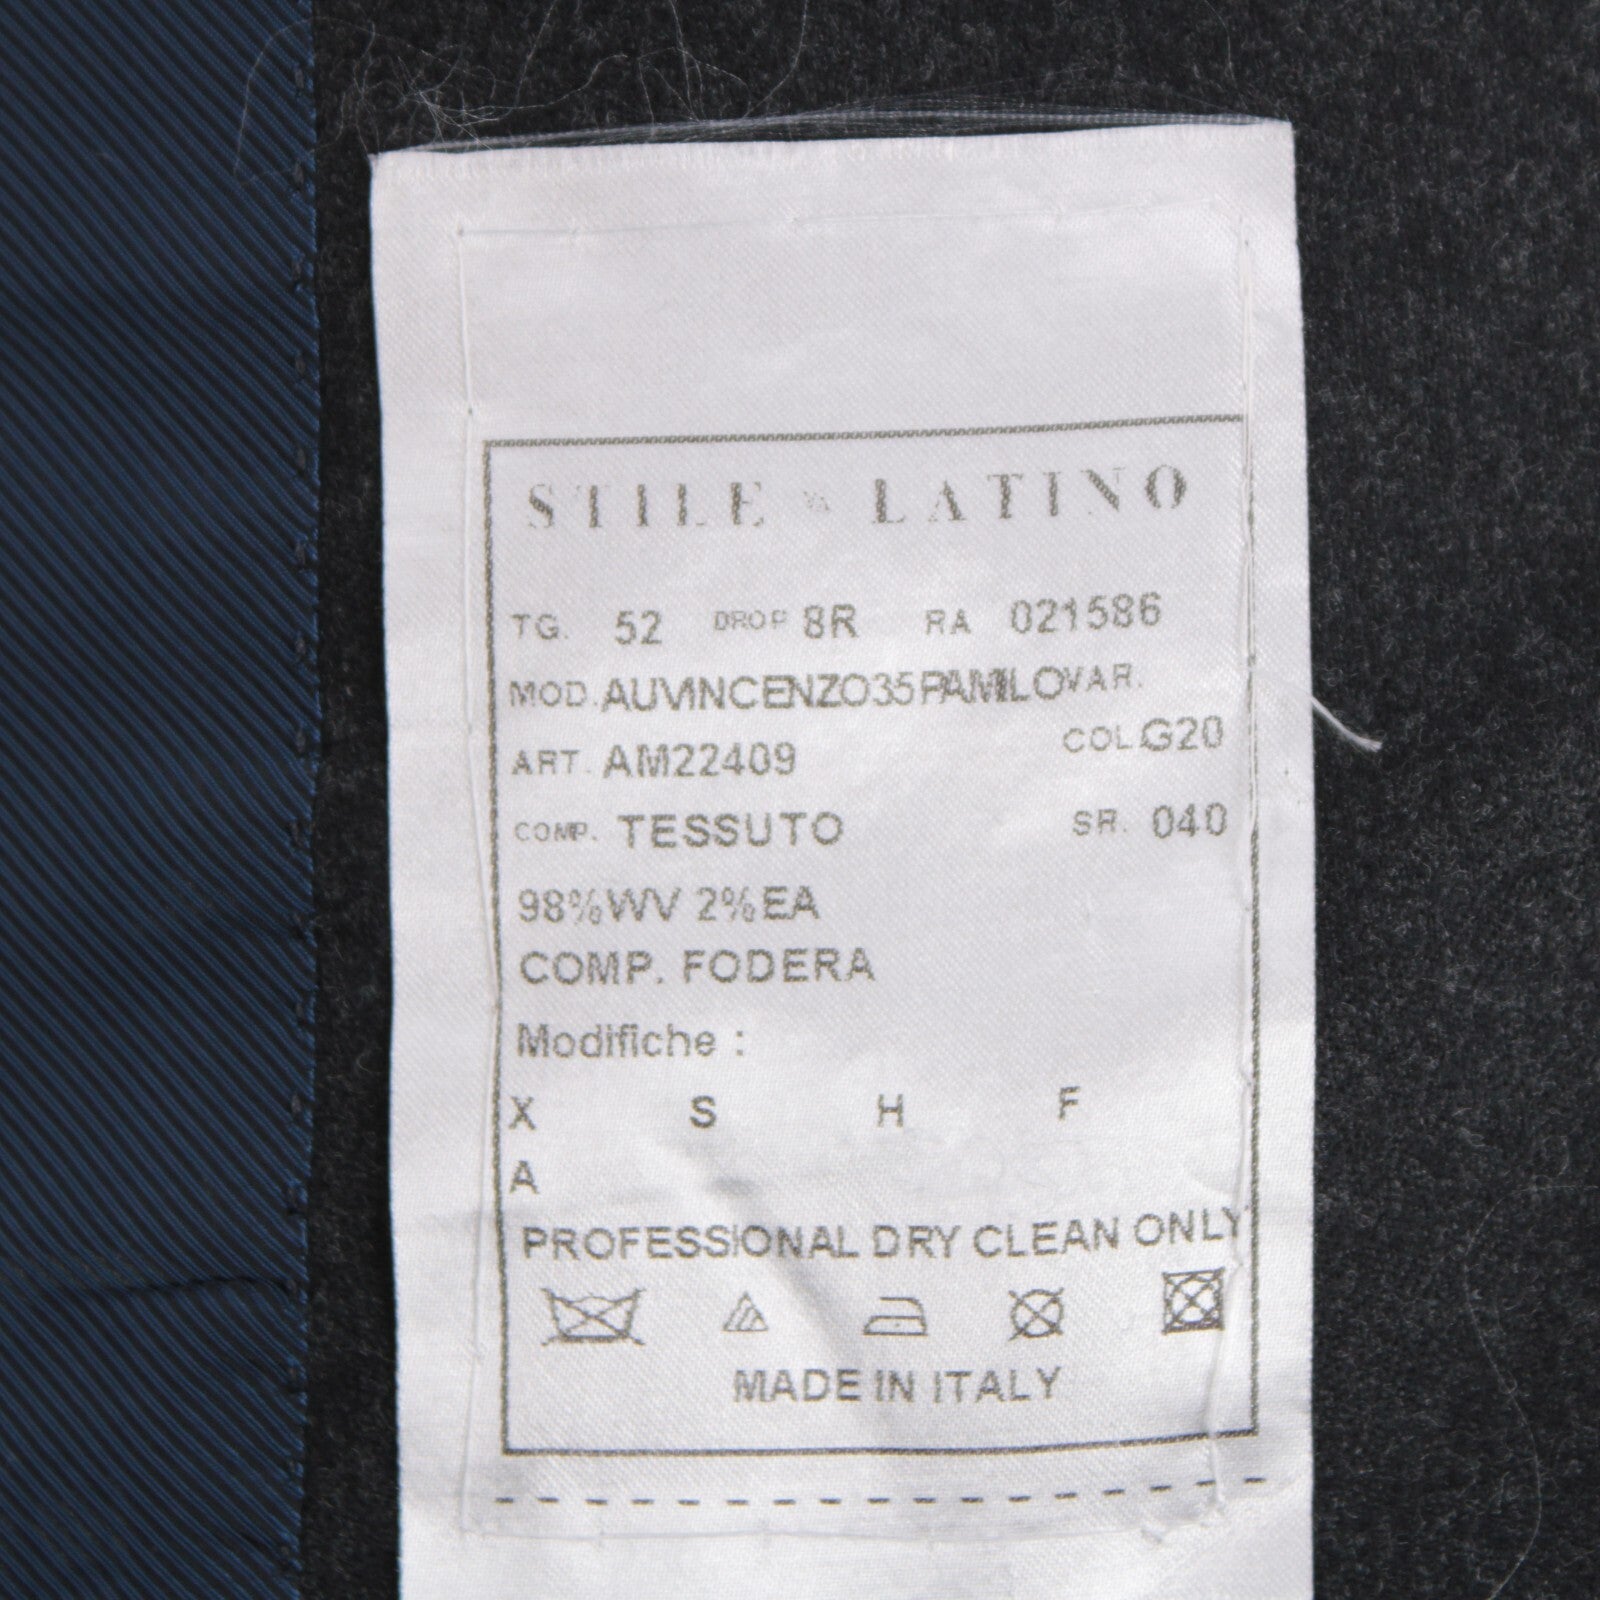 STILE LATINO
TG. 52 DROP 8R RA 021586
MOD. AUVINCENZO35PAMILO VAR.
ART. AM22409 COL. G20
COMP. TESSUTO SR. 040
98%WV 2%EA
COMP. FODERA
Modifiche :
X S H F
A
PROFESSIONAL DRY CLEAN ONLY
MADE IN ITALY